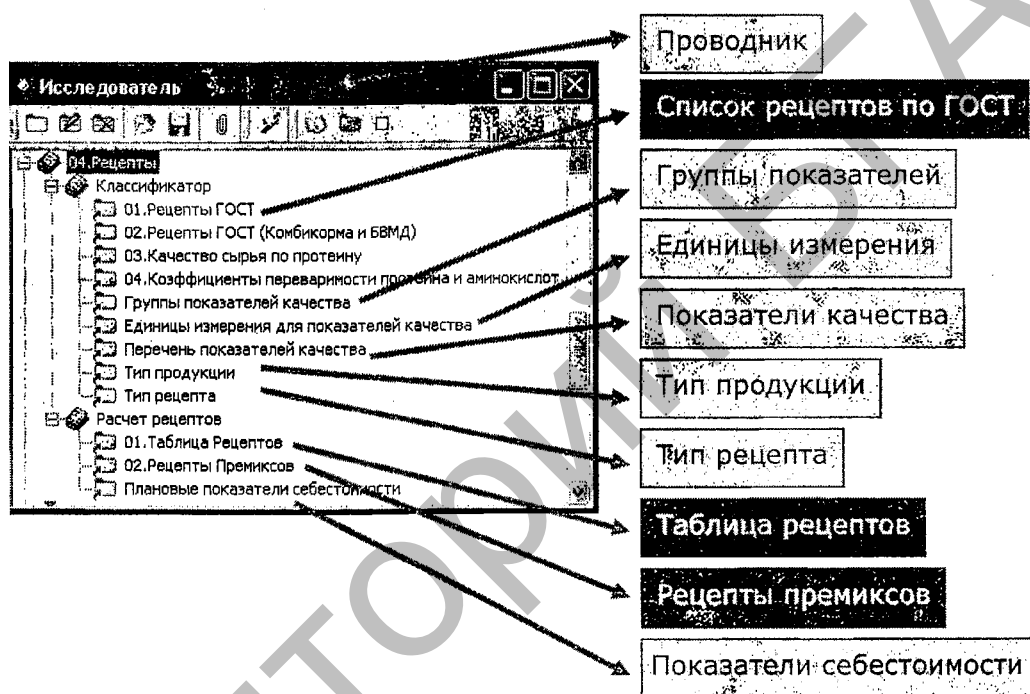 Исследователь
04.Рецепты
Классификатор
01.Рецепты ГОСТ
02.Рецепты ГОСТ (Комбикорма и БВМД)
03.Качество сырья по протеину
04.Коэффициенты переваримости протеина и аминокислот
Группы показателей качества
Единицы измерения для показателей качества
Перечень показателей качества
Тип продукции
Тип рецепта
Расчет рецептов
01.Таблица Рецептов
02.Рецепты Премиксов
Плановые показатели себестоимости
Проводник
Список рецептов по ГОСТ
Группы показателей
Единицы измерения
Показатели качества
Тип продукции
Тип рецепта
Таблица рецептов
Рецепты премиксов
Показатели себестоимости